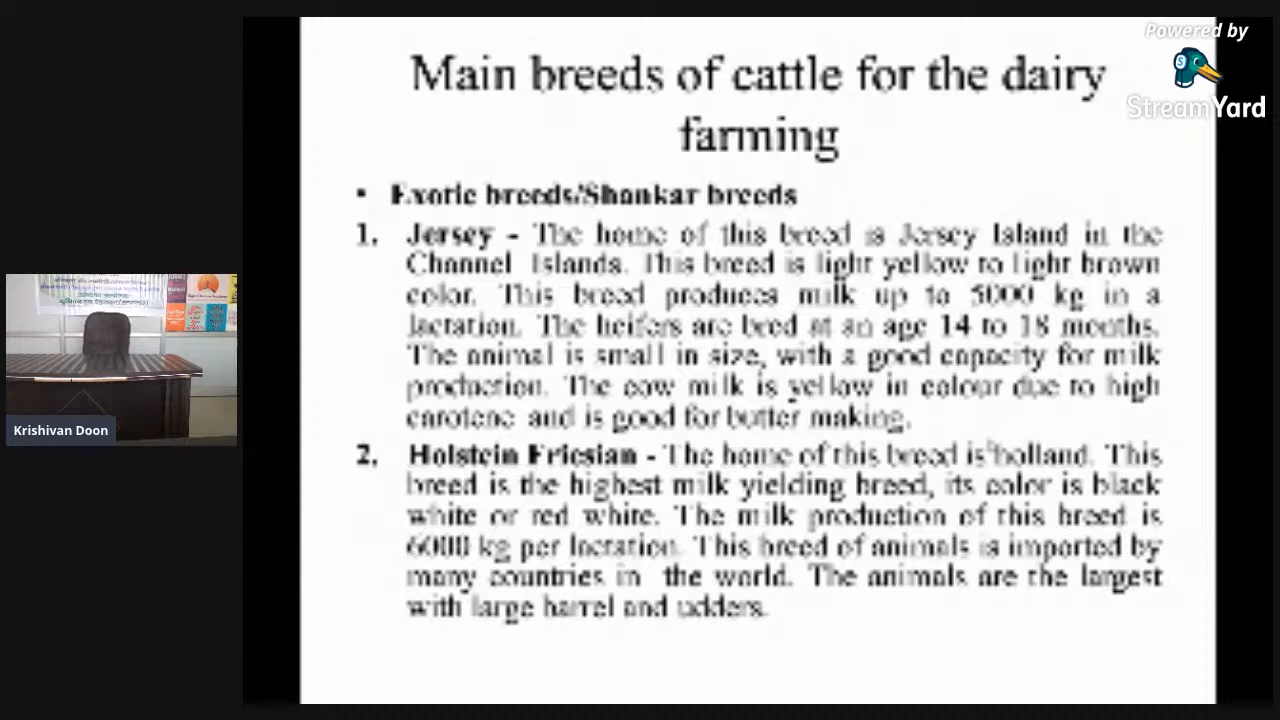 Powered by
StreamYard
Main breeds of cattle for the dairy
farming
• Exotic breeds/Shankar breeds
1. Jersey - The home of this breed is Jersey Island in the
Channel Islands. This breed is light yellow to light brown
color. This breed produces milk up to 5000 kg in a
lactation. The heifers are bred at an age 14 to 18 months.
The animal is small in size, with a good capacity for milk
production. The cow milk is yellow in colour due to high
carotene and is good for butter making.
2. Holstein Friesian - The home of this breed is holland. This
breed is the highest milk yielding breed, its color is black
white or red white. The milk production of this breed is
6000 kg per lactation. This breed of animals is imported by
many countries in the world. The animals are the largest
with large barrel and udders.
Krishivan Doon